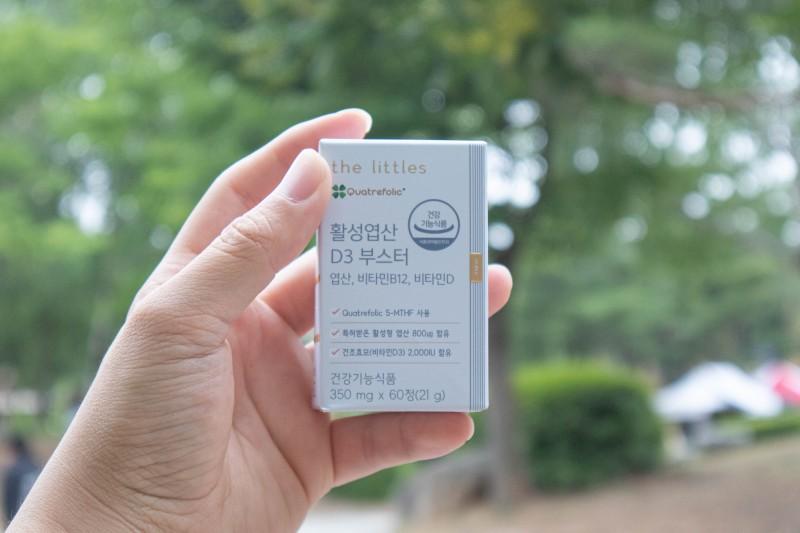 the littles
Quatrefolic®
건강
기능식품
활성엽산
D3 부스터
엽산, 비타민B12, 비타민D
Quatrefolic 5-MTHF 사용
특허받은 활성형 엽산 800ug 함유
건조효모(비타민D3) 2,000IU 함유
건강기능식품
350 mg x 60정(21 g)